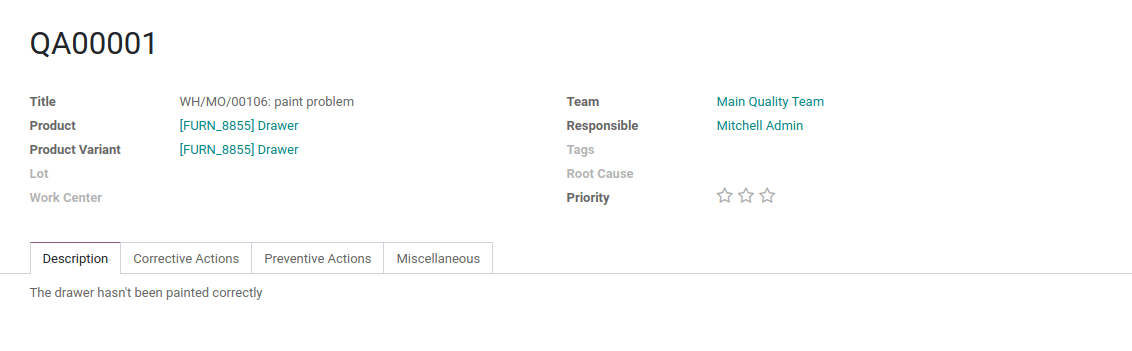 QA00001
Title WH/MO/00106: paint problem
Product [FURN_8855] Drawer
Product Variant [FURN_8855] Drawer
Lot
Work Center
Team Main Quality Team
Responsible Mitchell Admin
Tags
Root Cause
Priority
Description Corrective Actions Preventive Actions Miscellaneous
The drawer hasn't been painted correctly